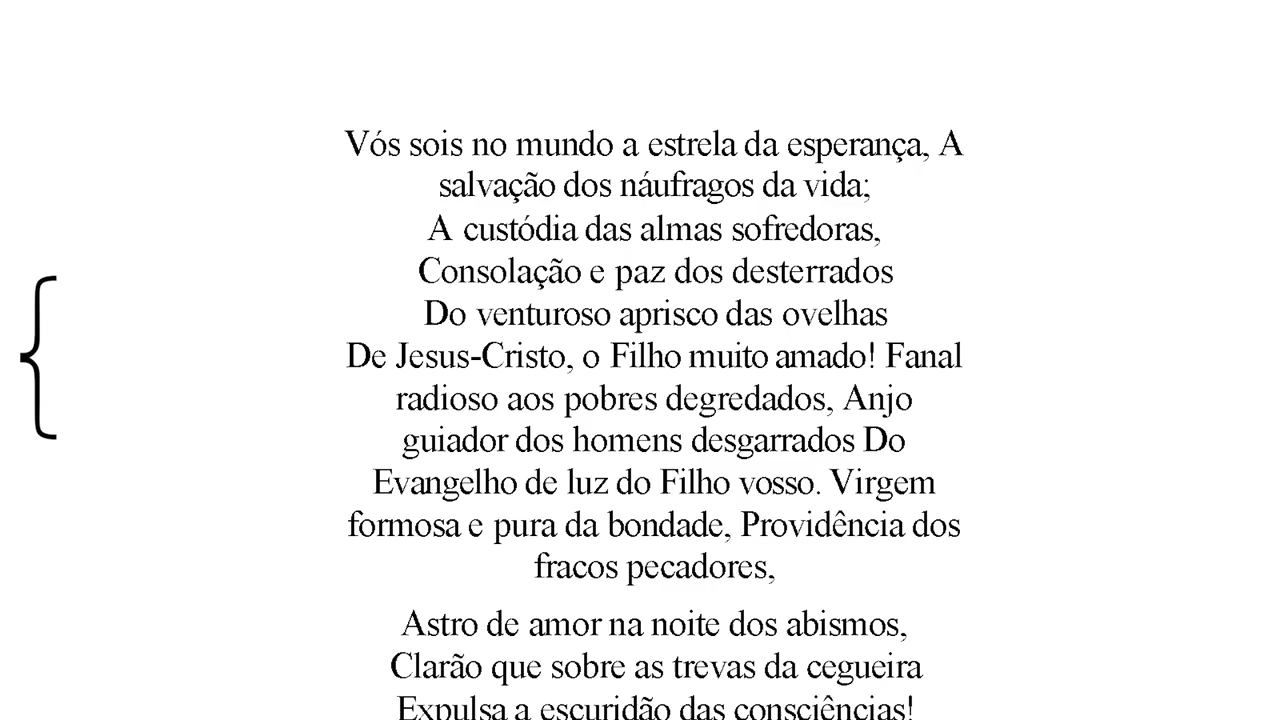 Vós sois no mundo a estrela da esperança, A
salvação dos náufragos da vida;
A custódia das almas sofredoras,
Consolação e paz dos desterrados
Do venturoso aprisco das ovelhas
De Jesus-Cristo, o Filho muito amado! Fanal
radioso aos pobres degredados, Anjo
guiador dos homens desgarrados Do
Evangelho de luz do Filho vosso. Virgem
formosa e pura da bondade, Providência dos
fracos pecadores,
Astro de amor na noite dos abismos,
Clarão que sobre as trevas da cegueira
Expulsa a escuridão das consciências!